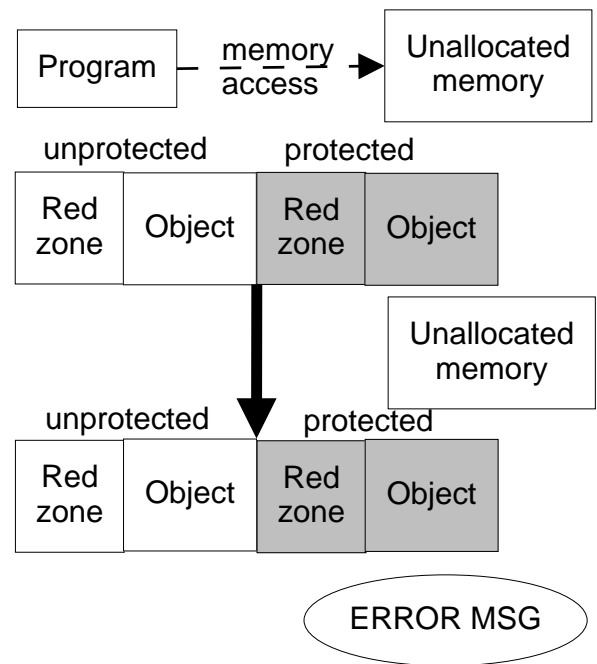 Program
memory
access
Unallocated
memory
unprotected
protected
Red
zone
Object
Red
zone
Object
Unallocated
memory
unprotected
protected
Red
zone
Object
Red
zone
Object
ERROR MSG